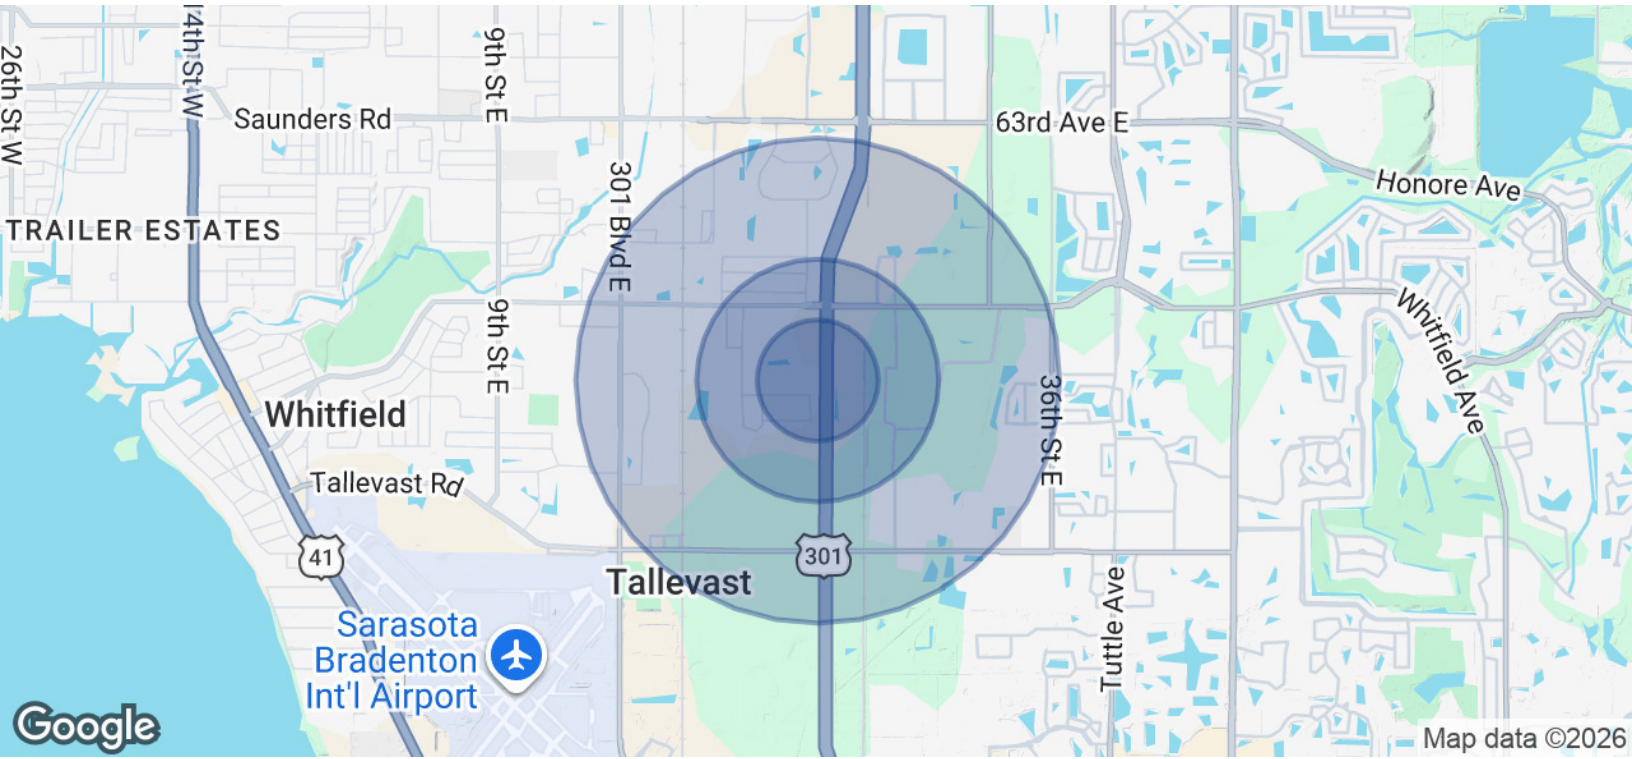 26th St W
14th St W
9th St E
Saunders Rd
63rd Ave E
301 Blvd E
Honore Ave
TRAILER ESTATES
9th St E
Whitfield Ave
36th St E
Whitfield
Tallevast Rd
41
301
Tallevast
Tuttle Ave
Sarasota
Bradenton
Int'l Airport
Google
Map data ©2026